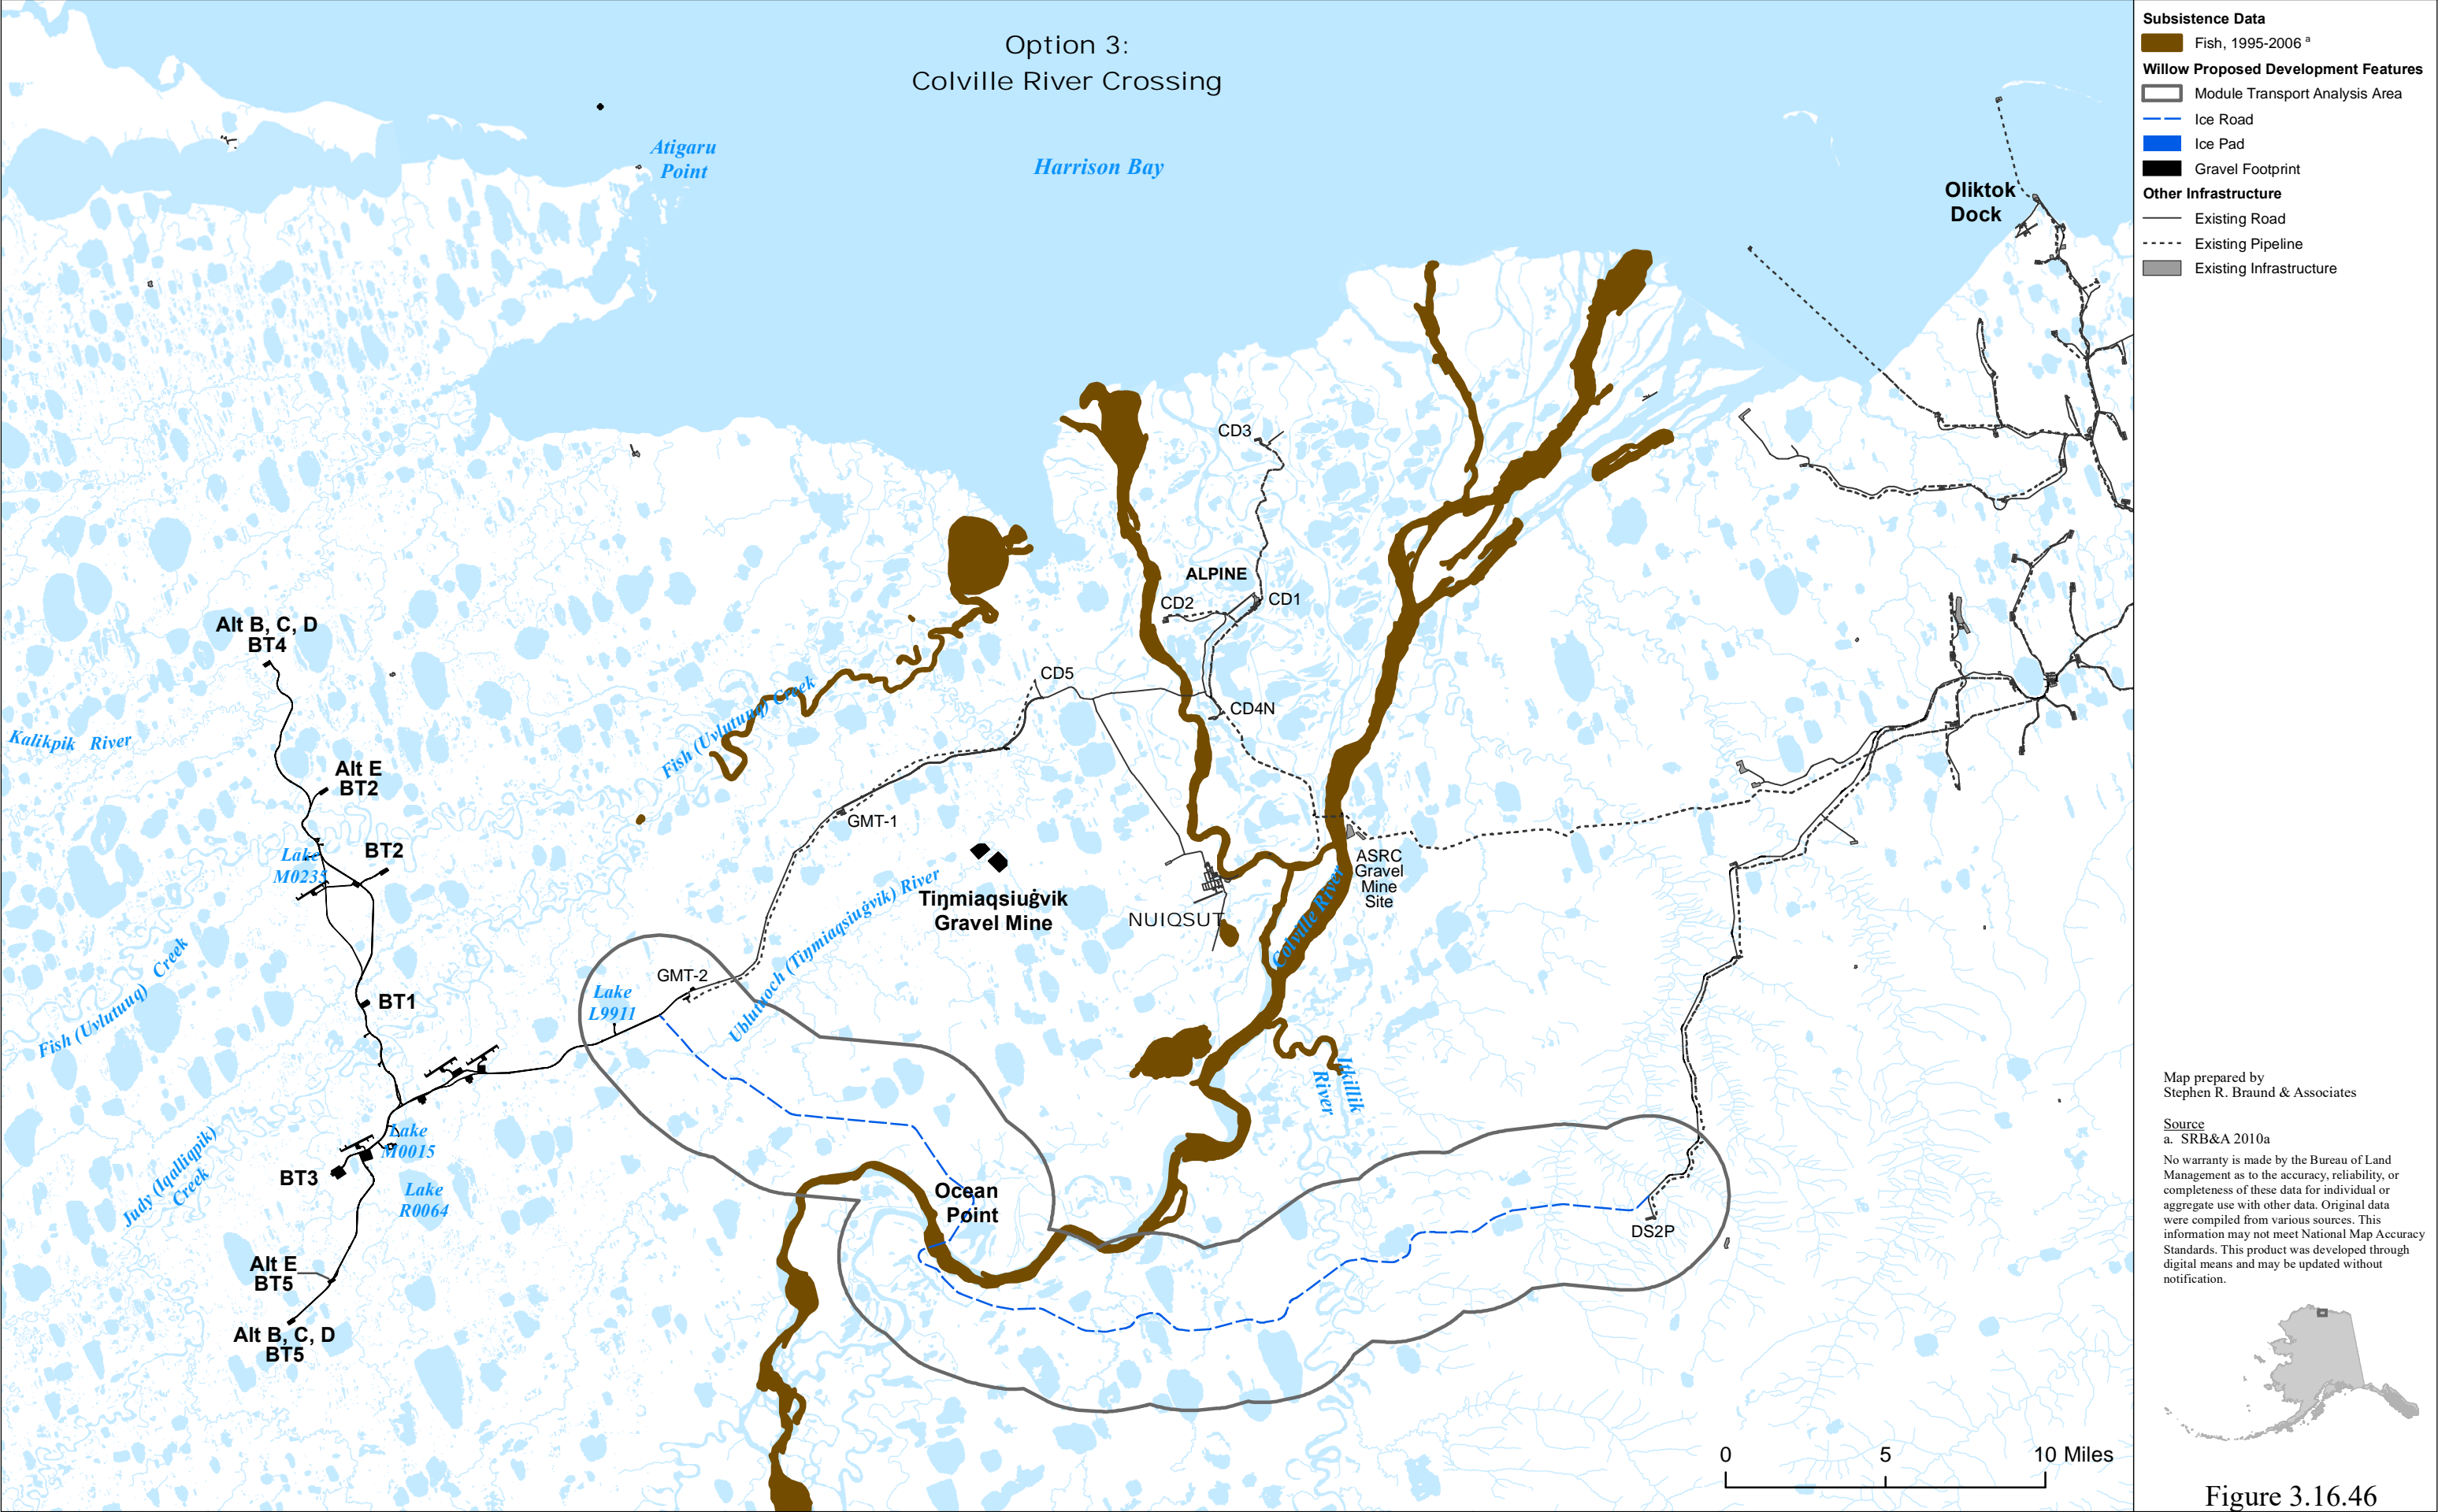 Option 3:
Colville River Crossing
Atigaru
Point
Harrison Bay
Oliktok
Dock
CD3
ALPINE
CD2
CD1
Alt B, C, D
BT4
CD5
CD4N
Fish (Uvlutuuq) Creek
Kalikpik River
Alt E
BT2
GMT-1
Lake
M0235
BT2
ASRC
Gravel
Mine
Site
Tiŋmiaqsiuġvik
Gravel Mine
Ublutuoch (Tiŋmiaqsiuġvik) River
NUIQSUT
Colville River
Fish (Uvlutuuq) Creek
GMT-2
Lake
L9911
BT1
Itkillik
River
Judy (Iqalliqpik)
Creek
Lake
M0015
BT3
Lake
R0064
Ocean
Point
DS2P
Alt E
BT5
Alt B, C, D
BT5
0 5 10 Miles
Subsistence Data
Fish, 1995-2006 a
Willow Proposed Development Features
Module Transport Analysis Area
Ice Road
Ice Pad
Gravel Footprint
Other Infrastructure
Existing Road
Existing Pipeline
Existing Infrastructure
Map prepared by
Stephen R. Braund & Associates
Source
a. SRB&A 2010a
No warranty is made by the Bureau of Land
Management as to the accuracy, reliability, or
completeness of these data for individual or
aggregate use with other data. Original data
were compiled from various sources. This
information may not meet National Map Accuracy
Standards. This product was developed through
digital means and may be updated without
notification.
Figure 3.16.46